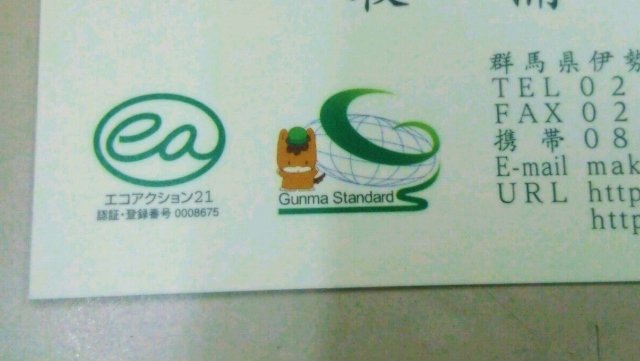 エコアクション21
認証・登録番号 0008675
Gunma Standard
群馬県伊勢
TEL 02
FAX 02
携帯 08
E-mail mak
URL http
http